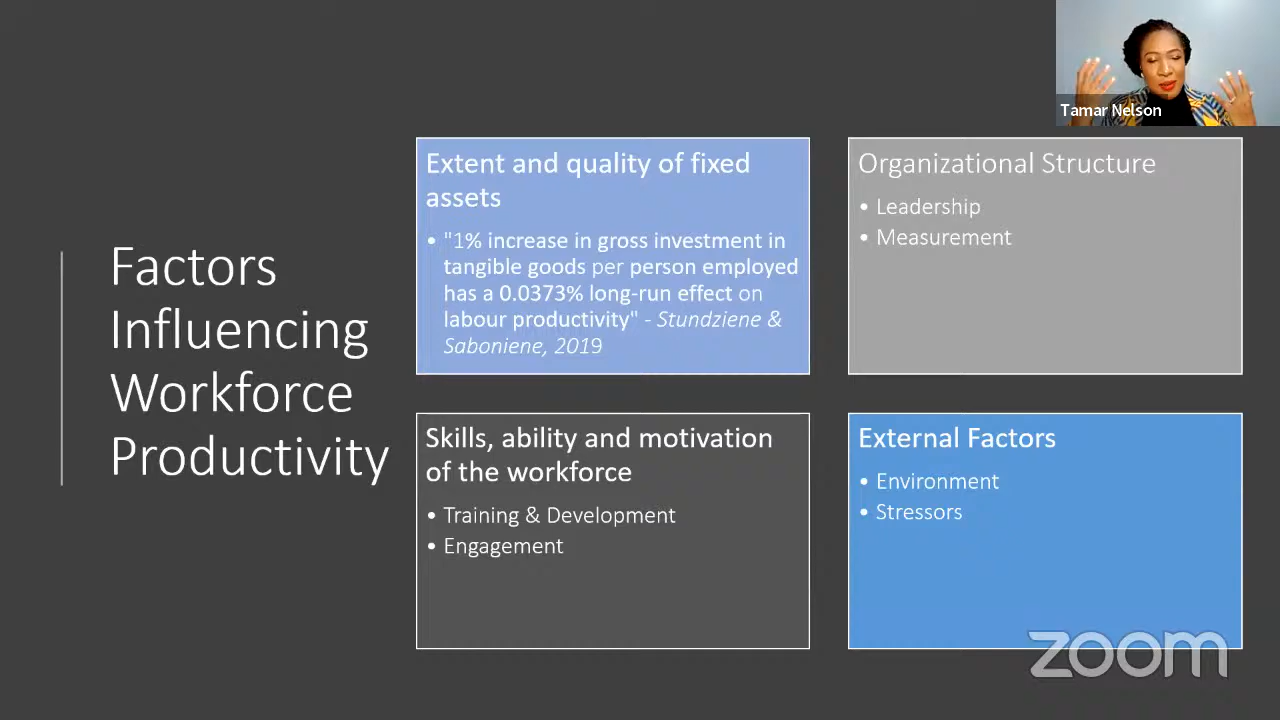 Tamar Nelson
Factors
Influencing
Workforce
Productivity
Extent and quality of fixed
assets
• "1% increase in gross investment in
tangible goods per person employed
has a 0.0373% long-run effect on
labour productivity" - Stundziene &
Saboniene, 2019
Organizational Structure
• Leadership
• Measurement
Skills, ability and motivation
of the workforce
• Training & Development
• Engagement
External Factors
• Environment
• Stressors
zoom